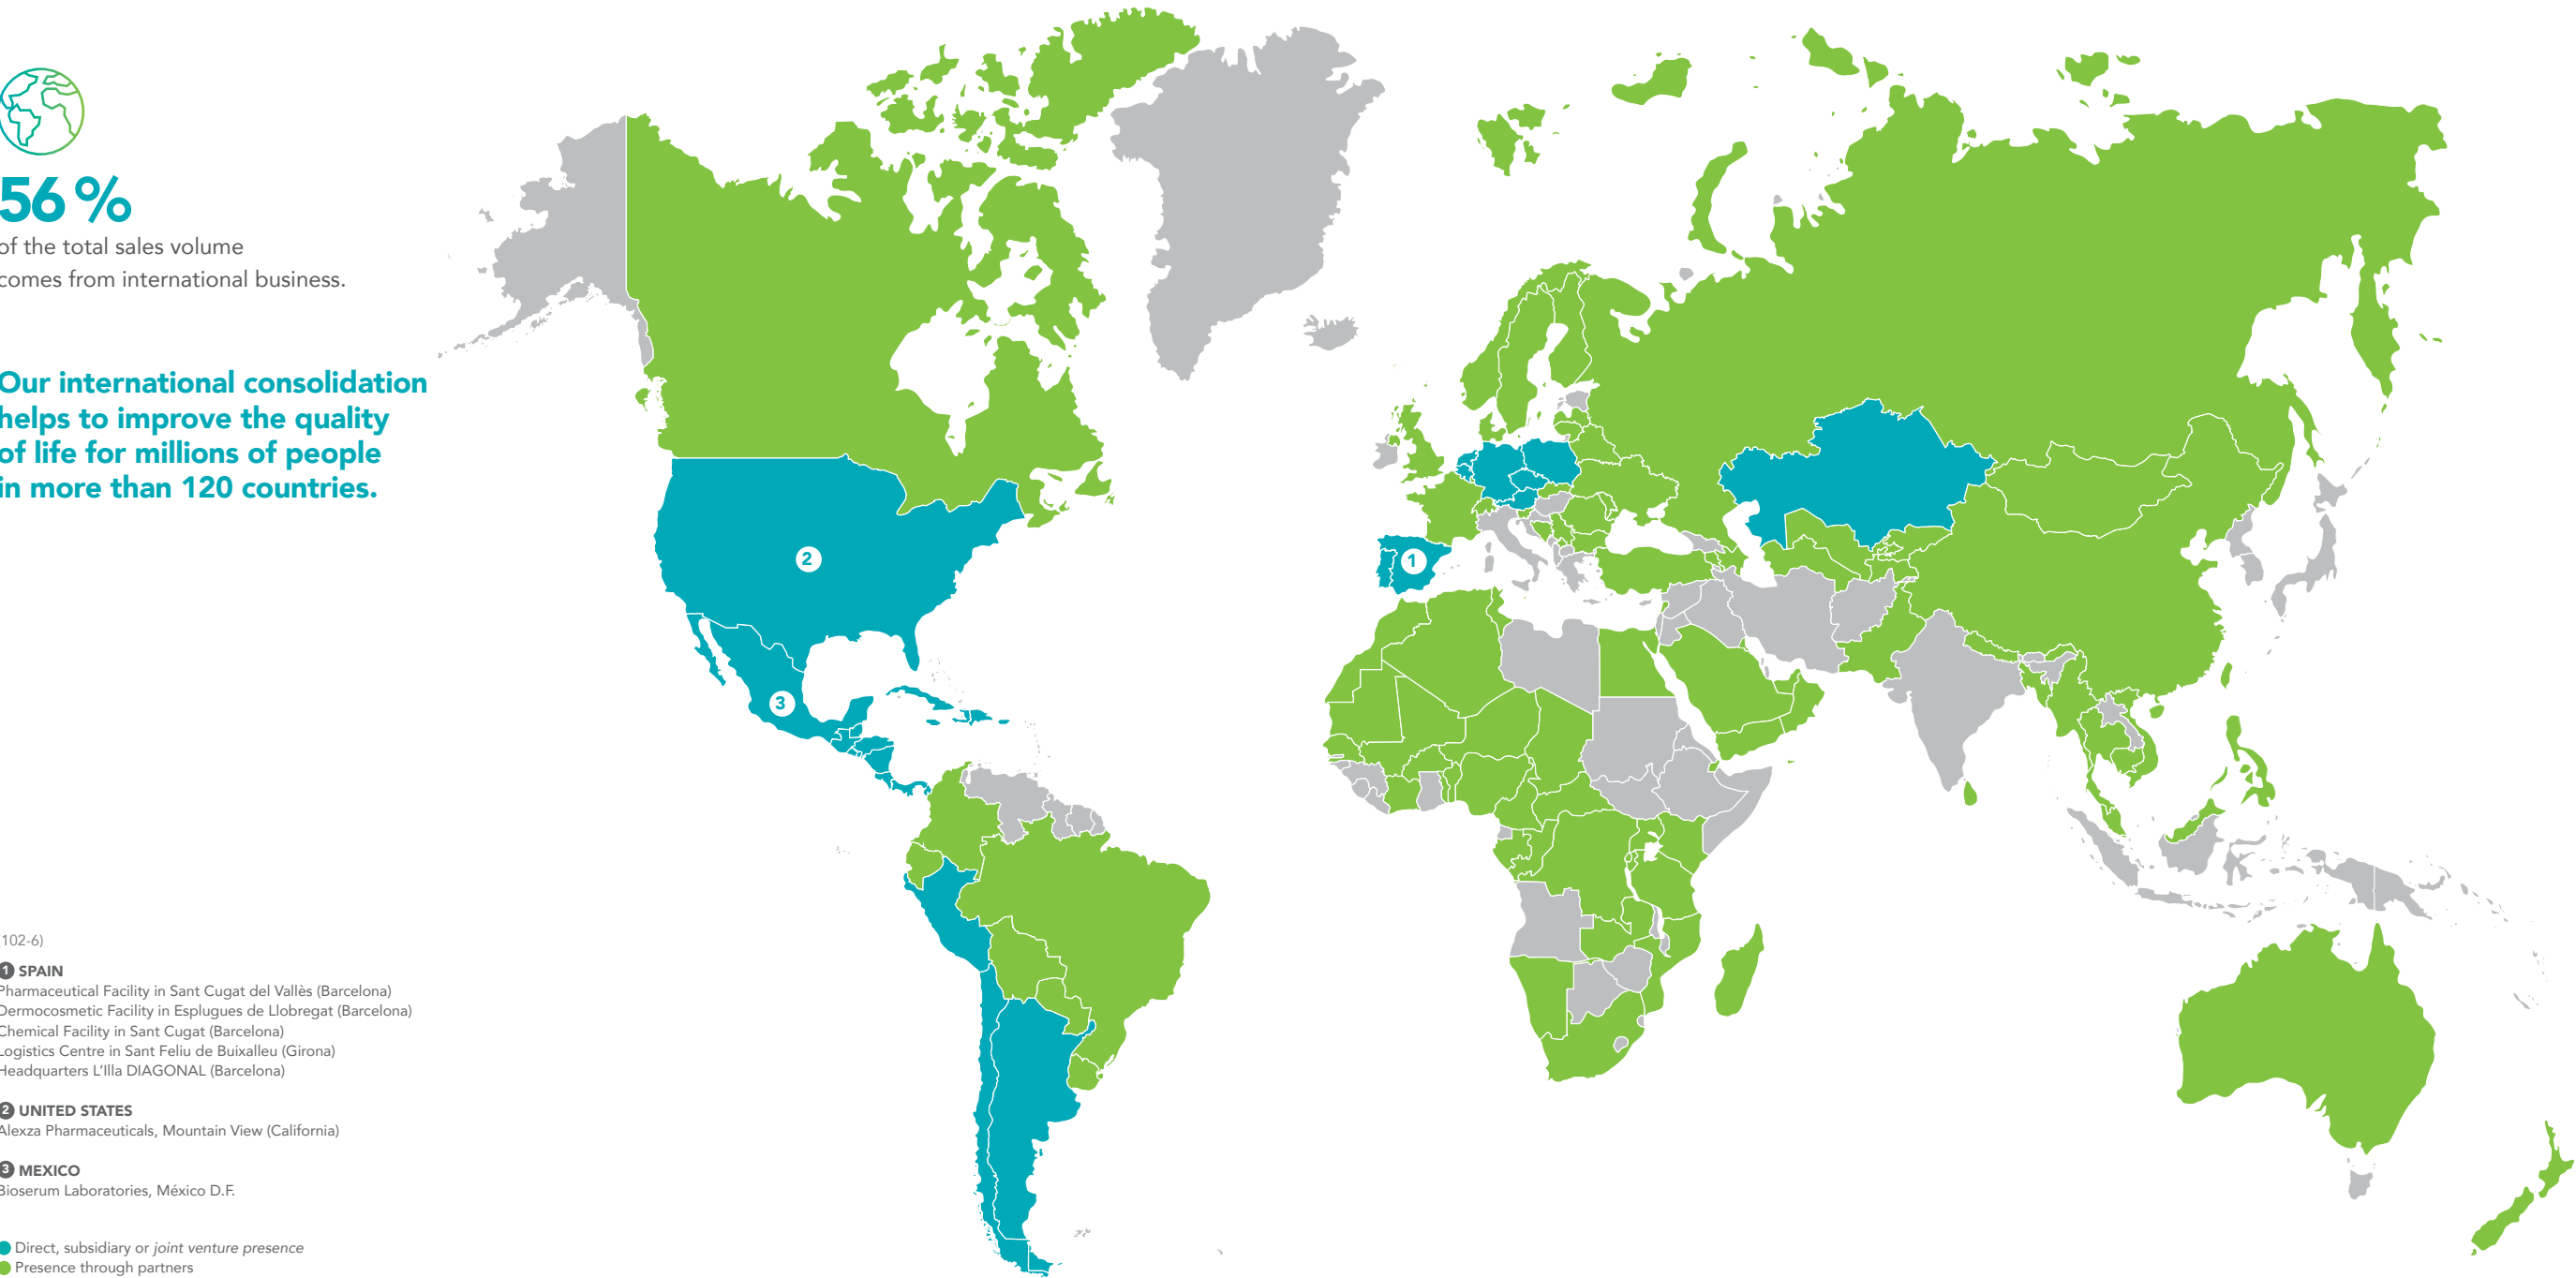 56 %
of the total sales volume
comes from international business.
Our international consolidation
helps to improve the quality
of life for millions of people
in more than 120 countries.
2
1
3
(102-6)
1 SPAIN
Pharmaceutical Facility in Sant Cugat del Vallès (Barcelona)
Dermocosmetic Facility in Esplugues de Llobregat (Barcelona)
Chemical Facility in Sant Cugat (Barcelona)
Logistics Centre in Sant Feliu de Buixalleu (Girona)
Headquarters L'Illa DIAGONAL (Barcelona)
2 UNITED STATES
Alexza Pharmaceuticals, Mountain View (California)
3 MEXICO
Bioserum Laboratories, México D.F.
Direct, subsidiary or joint venture presence
Presence through partners